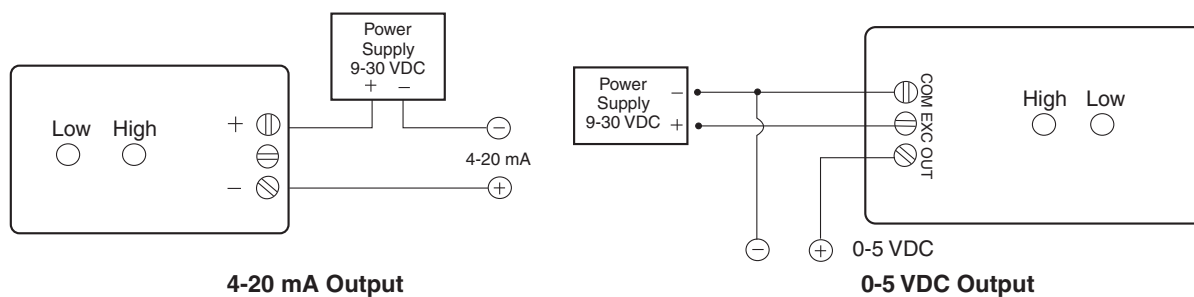 Power
Supply
9-30 VDC
+ −
Low High
+
−
−
4-20 mA
+
4-20 mA Output
Power
Supply
9-30 VDC
−
+
COM EXC OUT
High Low
−
+ 0-5 VDC
0-5 VDC Output